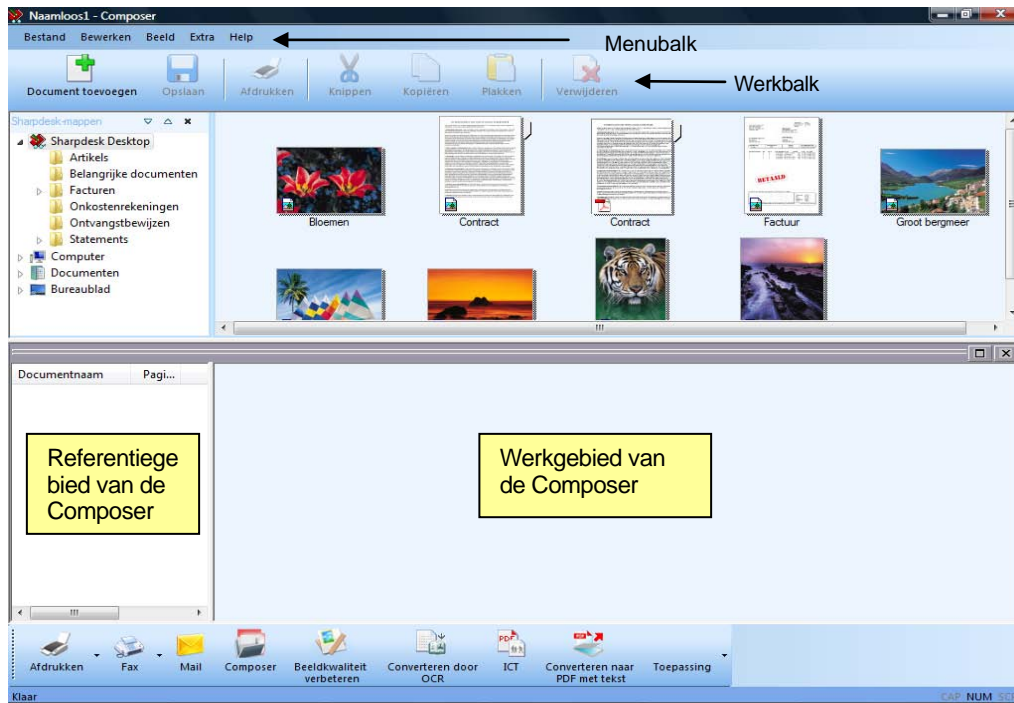 Naamloos1 - Composer
Bestand Bewerken Beeld Extra Help
Menubalk
Document toevoegen Opslaan Afdrukken Knippen Kopiëren Plakken Verwijderen
Werkbalk
Sharpdesk-mappen
Sharpdesk Desktop
Artikels
Belangrijke documenten
Facturen
Onkostenrekeningen
Ontvangstbewijzen
Statements
Computer
Documenten
Bureaublad
BETAALD
Bloemen Contract Contract Factuur Groot bergmeer
Documentnaam Pagi...
Referentiege
bied van de
Composer
Werkgebied van
de Composer
Afdrukken Fax Mail Composer Beeldkwaliteit
verbeteren
Converteren door
OCR
PDF
ICT
PDF
Converteren naar
PDF met tekst
Toepassing
Klaar
CAP NUM